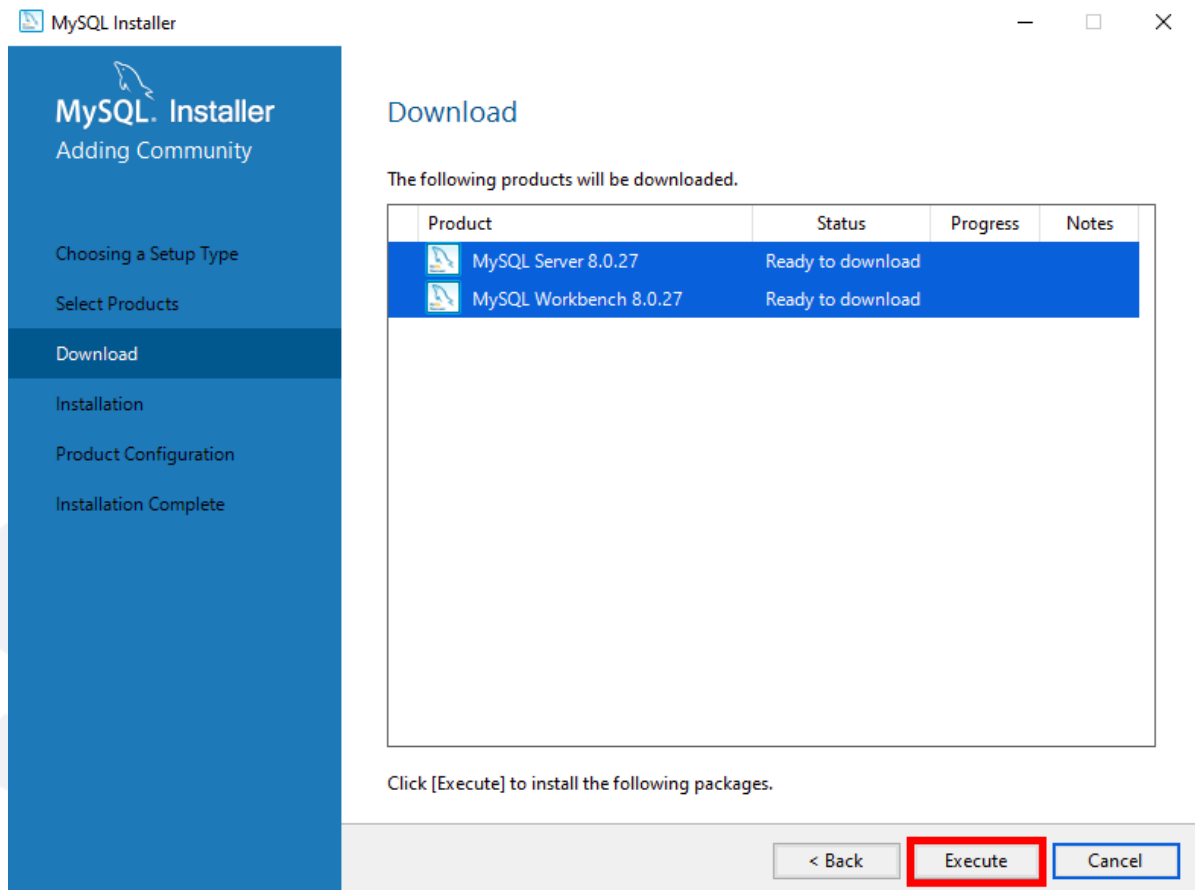 MySQL Installer
MySQL. Installer
Adding Community
Choosing a Setup Type
Select Products
Download
Installation
Product Configuration
Installation Complete
Download
The following products will be downloaded.
Product Status Progress Notes
MySQL Server 8.0.27 Ready to download
MySQL Workbench 8.0.27 Ready to download
Click [Execute] to install the following packages.
< Back Execute Cancel